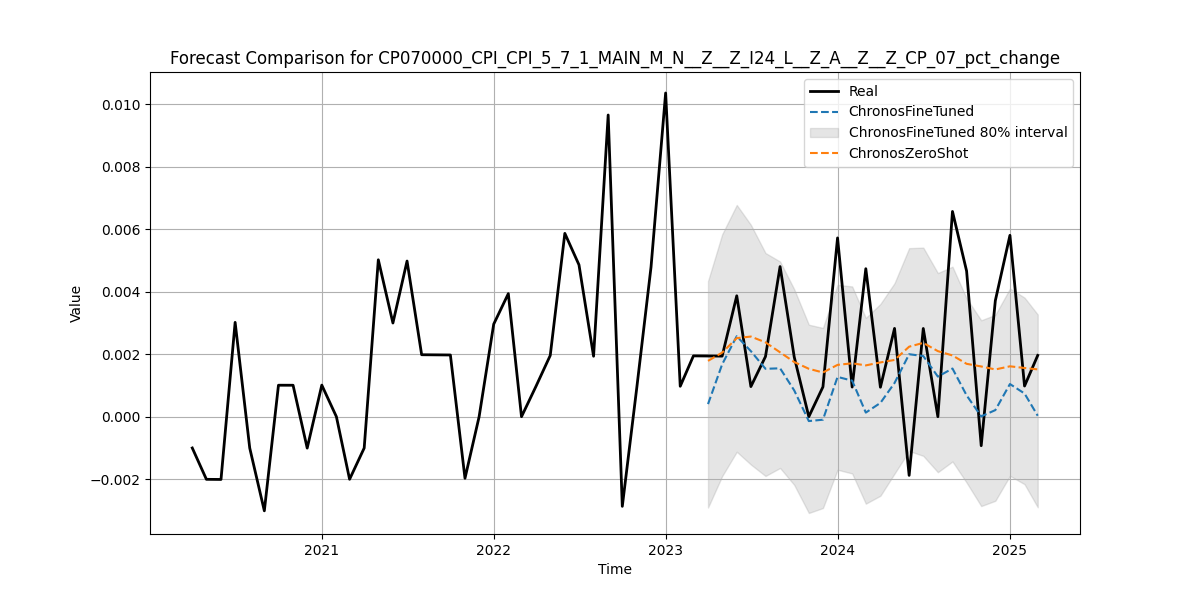 Forecast Comparison for CP070000_CPI_CPI_5_7_1_MAIN_M_N__Z__Z_I24_L__Z_A__Z__Z_CP_07_pct_change
Real
ChronosFineTuned
ChronosFineTuned 80% interval
ChronosZeroShot
0.010
0.008
0.006
0.004
0.002
0.000
−0.002
Value
2021
2022
2023
2024
2025
Time